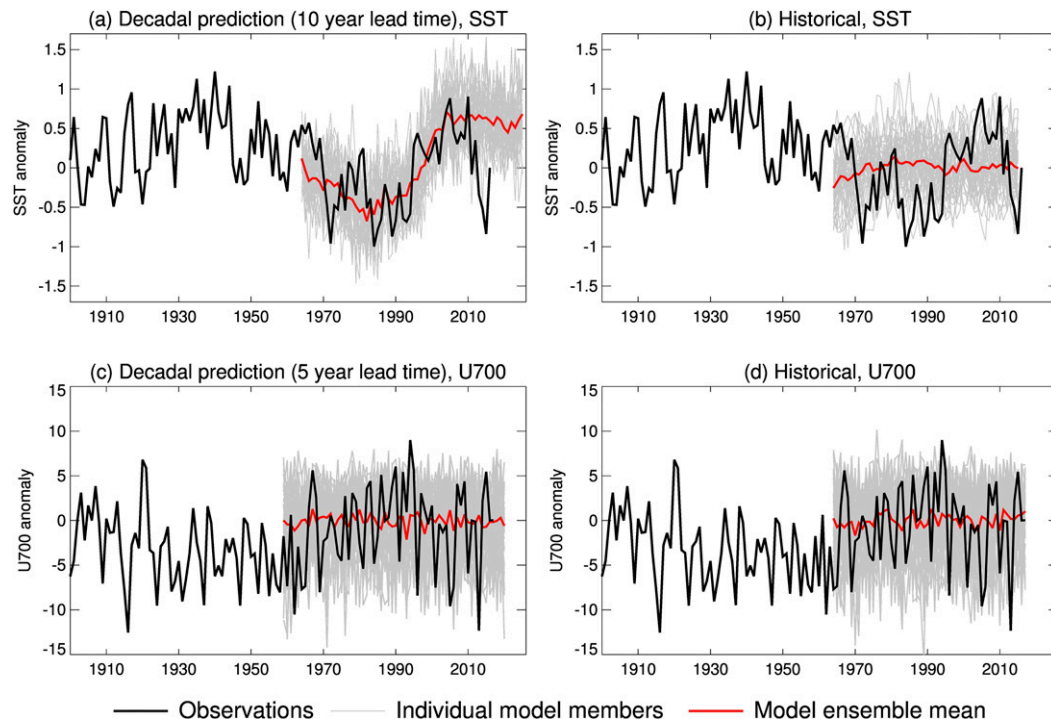 (a) Decadal prediction (10 year lead time), SST
(b) Historical, SST
SST anomaly
1.5
1
0.5
0
-0.5
-1
-1.5
1910 1930 1950 1970 1990 2010
SST anomaly
1.5
1
0.5
0
-0.5
-1
-1.5
1910 1930 1950 1970 1990 2010
(c) Decadal prediction (5 year lead time), U700
(d) Historical, U700
U700 anomaly
15
10
5
0
-5
-10
-15
1910 1930 1950 1970 1990 2010
U700 anomaly
15
10
5
0
-5
-10
-15
1910 1930 1950 1970 1990 2010
Observations Individual model members Model ensemble mean